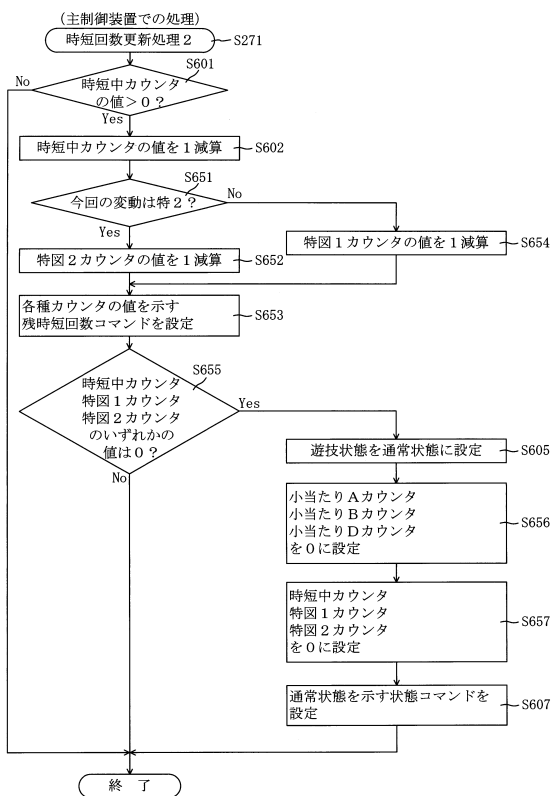 (主制御装置での処理)
時短回数更新処理2
S271
S601
No
時短中カウンタ
の値>0?
Yes
時短中カウンタの値を1減算
S602
S651
今回の変動は特2?
No
Yes
特図2カウンタの値を1減算
S652
特図1カウンタの値を1減算
S654
各種カウンタの値を示す
残時短回数コマンドを設定
S653
S655
時短中カウンタ
特図1カウンタ
特図2カウンタ
のいずれかの
値は0?
Yes
No
遊技状態を通常状態に設定
S605
小当たりAカウンタ
小当たりBカウンタ
小当たりDカウンタ
を0に設定
S656
時短中カウンタ
特図1カウンタ
特図2カウンタ
を0に設定
S657
通常状態を示す状態コマンドを
設定
S607
終 了